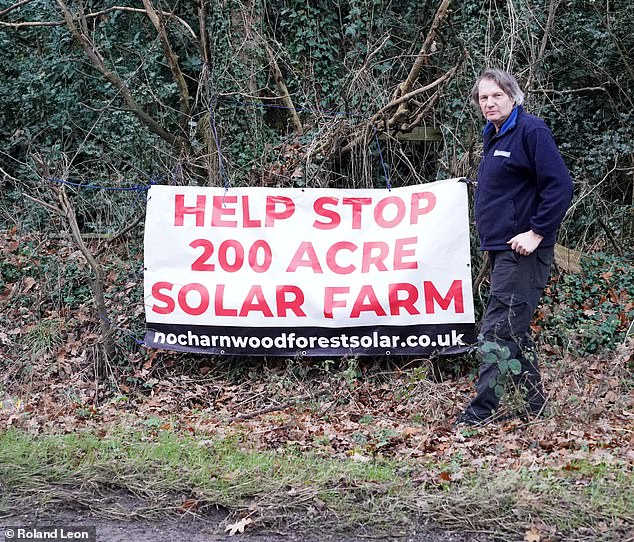 HELP STOP
200 ACRE
SOLAR FARM
nocharnwoodforestsolar.co.uk
© Roland Leon